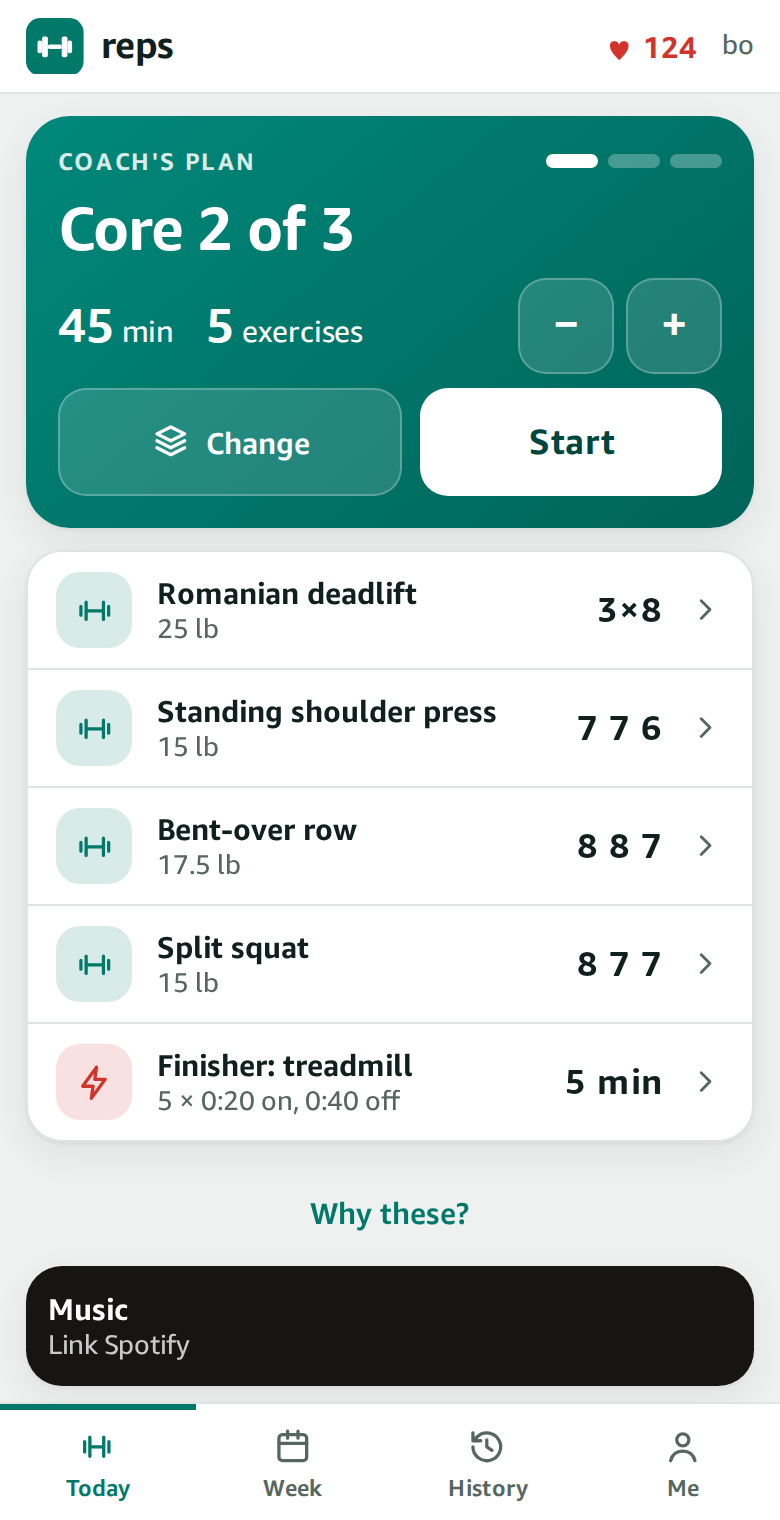 reps
124
bo
COACH'S PLAN
Core 2 of 3
45 min 5 exercises
− +
Change
Start
Romanian deadlift
25 lb
3×8
Standing shoulder press
15 lb
7 7 6
Bent-over row
17.5 lb
8 8 7
Split squat
15 lb
8 7 7
Finisher: treadmill
5 × 0:20 on, 0:40 off
5 min
Why these?
Music
Link Spotify
Today
Week
History
Me